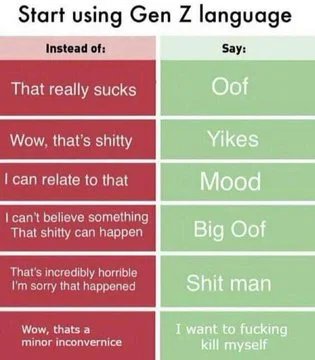 Start using Gen Z language
Instead of:
Say:
That really sucks
Oof
Wow, that's shitty
Yikes
I can relate to that
Mood
I can't believe something
That shitty can happen
Big Oof
That's incredibly horrible
I'm sorry that happened
Shit man
Wow, thats a
minor inconvernice
I want to fucking
kill myself